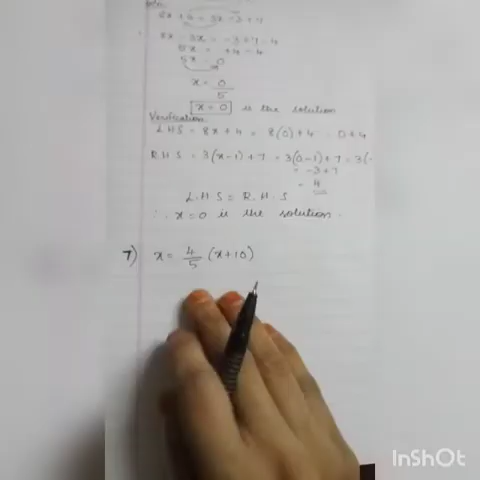 Soln:
8x + 4 = 3x - 3 + 7
8x - 3x = -3 + 7 - 4
5x = +4 - 4
5x = 0
x = 0/5
x = 0 is the solution
Verification
L.H.S = 8x + 4 = 8(0) + 4 = 0 + 4
R.H.S = 3(x-1) + 7 = 3(0-1) + 7 = 3(-
= -3 + 7
= 4
L.H.S = R.H.S
∴ x = 0 is the solution.
7) x = 4/5 (x+10)
InShOt